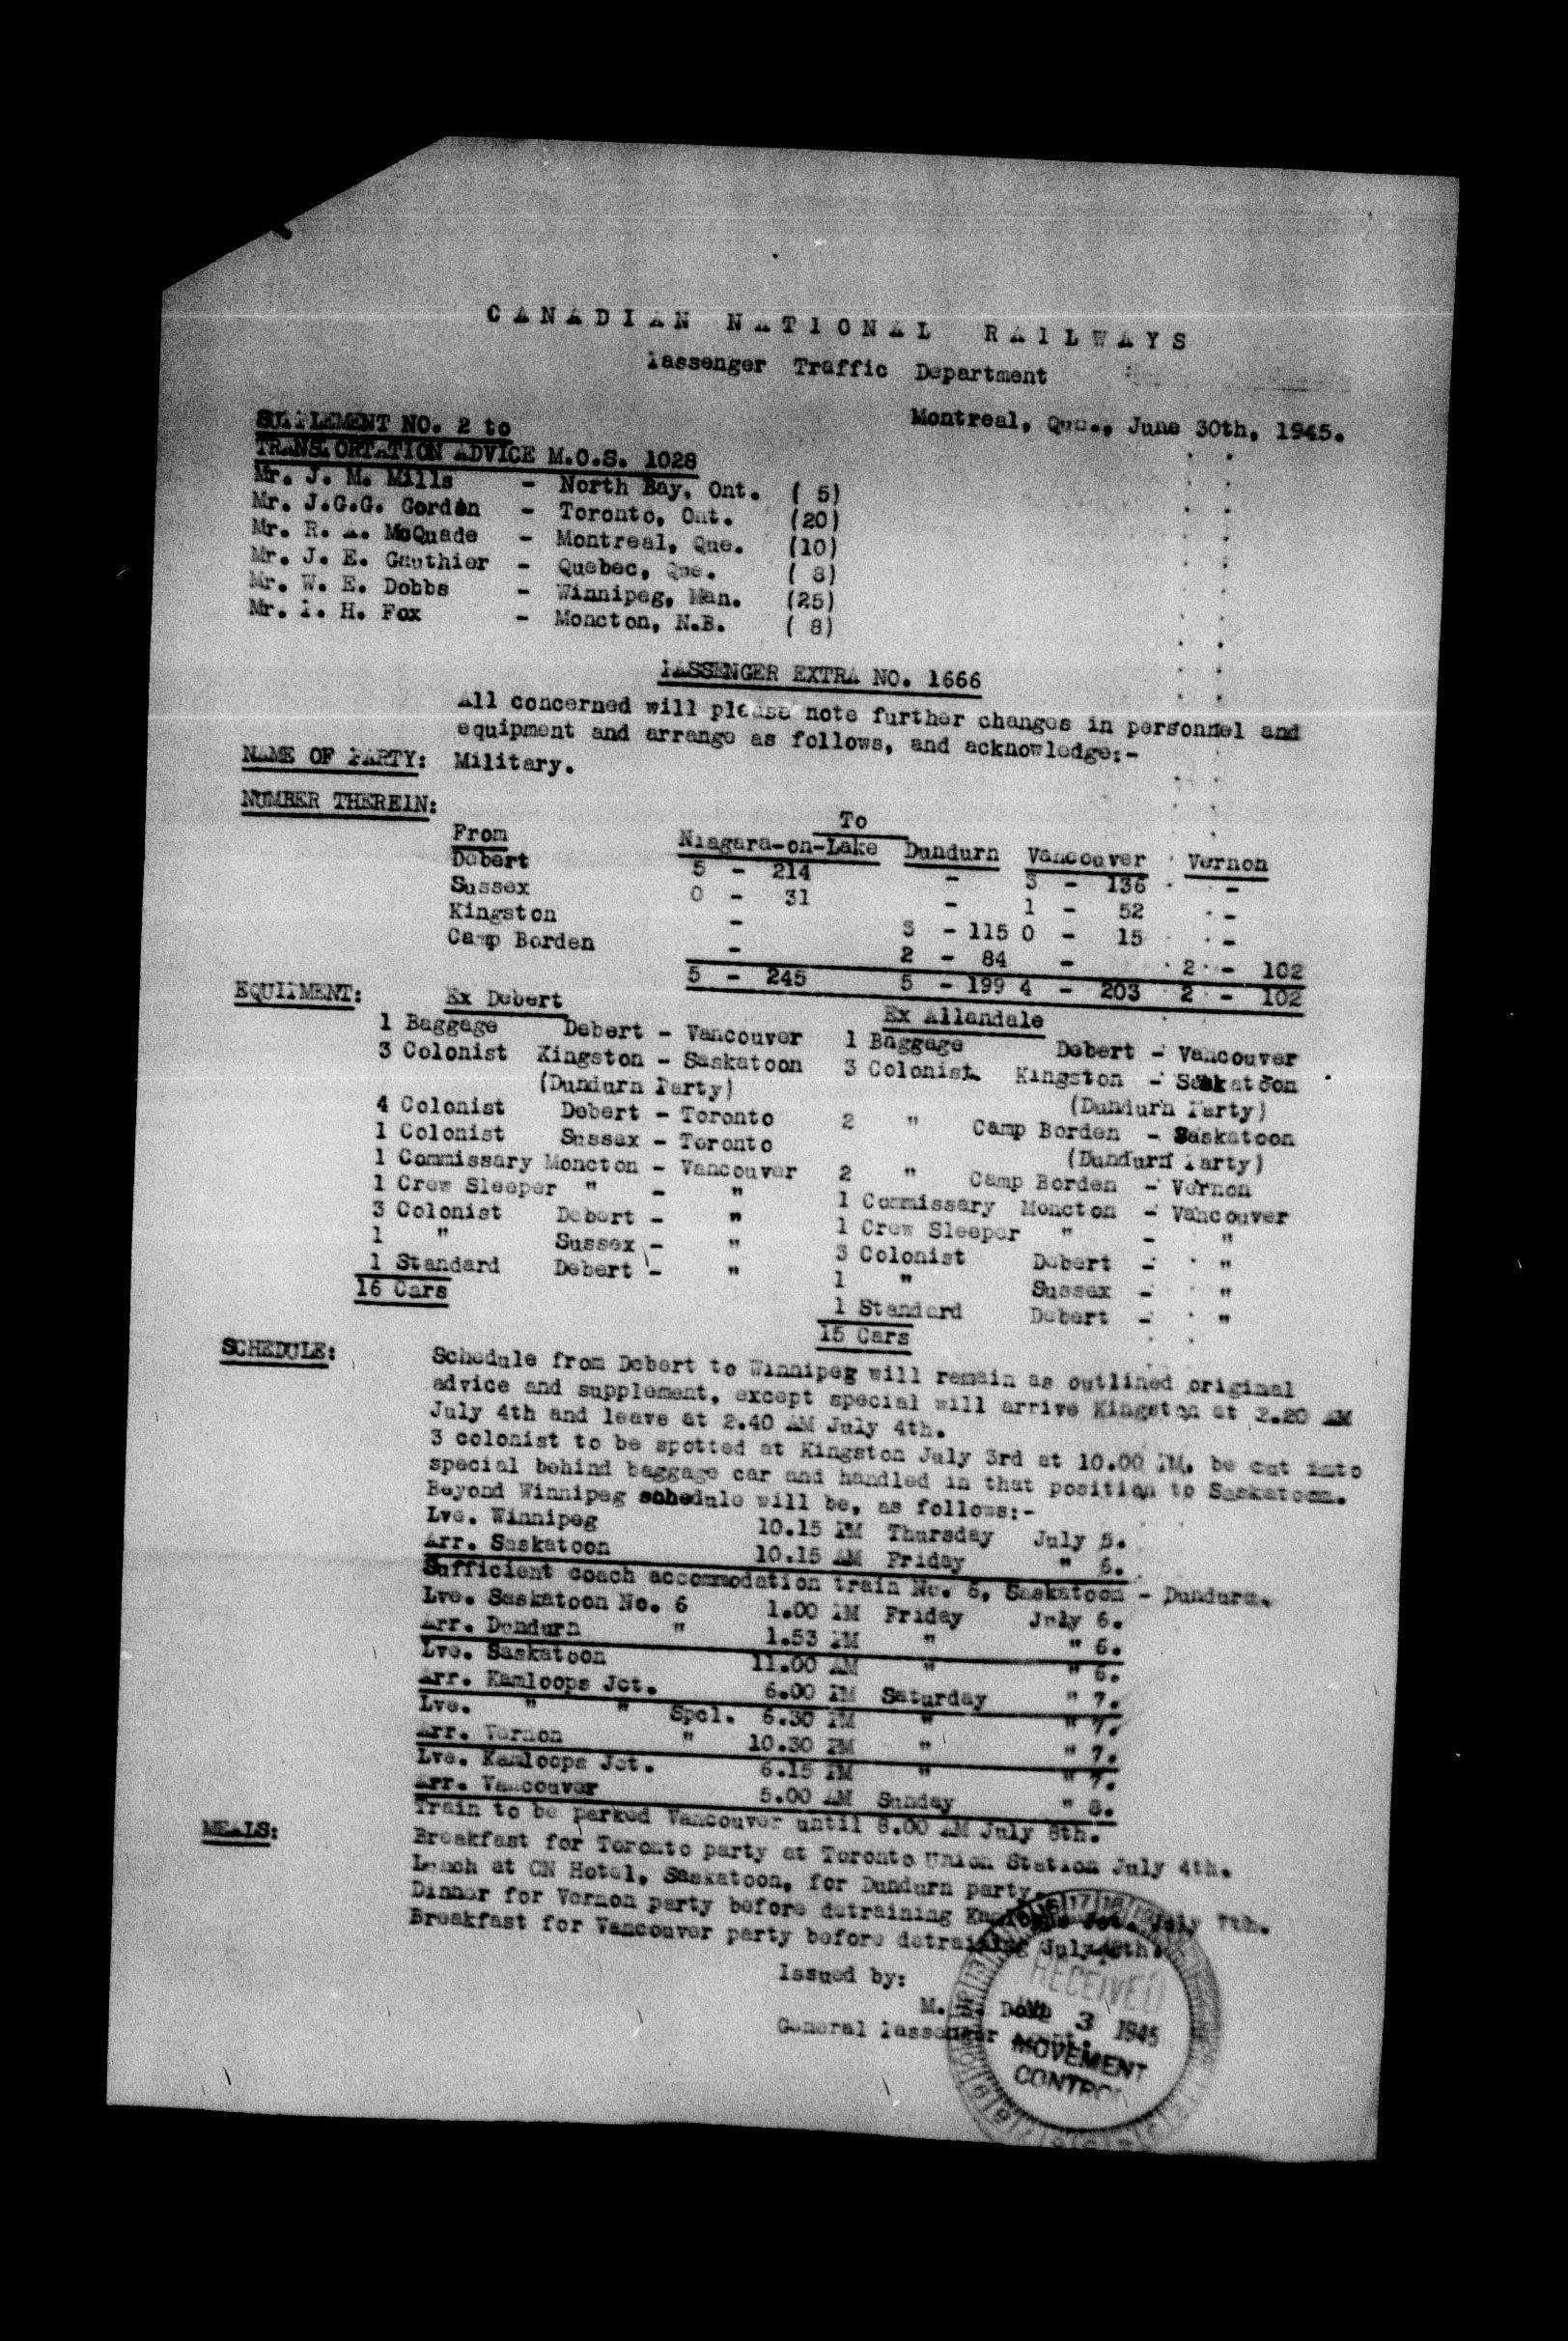 CANADIAN NATIONAL RAILWAYS
Passenger Traffic Department
Montreal, Que., June 30th, 1945.
SUPPLEMENT NO. 2 to
TRANSPORTATION ADVICE M.O.S. 1028
Mr. J. M. Mills - North Bay, Ont. ( 5)
Mr. J.G.G. Gordon - Toronto, Ont. (20)
Mr. R. A. McQuade - Montreal, Que. (10)
Mr. J. E. Gauthier - Quebec, Que. ( 8)
Mr. W. E. Dobbs - Winnipeg, Man. (25)
Mr. H. Fox - Moncton, N.B. ( 8)
PASSENGER EXTRA NO. 1666
All concerned will please note further changes in personnel and
equipment and arrange as follows, and acknowledge:-
NAME OF PARTY: Military.
NUMBER THEREIN:
To
From Niagara-on-Lake Dundurn Vancouver Vernon
Debert 5 - 214 - 3 - 136 -
Sussex 0 - 31 - 1 - 52 -
Kingston - 3 - 115 0 - 15 -
Camp Borden - 2 - 84 - 2 - 102
5 - 245 5 - 199 4 - 203 2 - 102
EQUIPMENT:
Ex Debert
1 Baggage Debert - Vancouver
3 Colonist Kingston - Saskatoon
(Dundurn Party)
4 Colonist Debert - Toronto
1 Colonist Sussex - Toronto
1 Commissary Moncton - Vancouver
1 Crew Sleeper " - "
3 Colonist Debert - "
1 " Sussex - "
1 Standard Debert - "
16 Cars
Ex Allandale
1 Baggage Debert - Vancouver
3 Colonist Kingston - Saskatoon
(Dundurn Party)
2 " Camp Borden - Saskatoon
(Dundurn Party)
2 " Camp Borden - Vernon
1 Commissary Moncton - Vancouver
1 Crew Sleeper " - "
3 Colonist Debert - "
1 " Sussex - "
1 Standard Debert - "
15 Cars
SCHEDULE: Schedule from Debert to Winnipeg will remain as outlined original
advice and supplement, except special will arrive Kingston at 2.20 AM
July 4th and leave at 2.40 AM July 4th.
3 colonist to be spotted at Kingston July 3rd at 10.00 PM. be cut into
special behind baggage car and handled in that position to Saskatoon.
Beyond Winnipeg schedule will be, as follows:-
Lve. Winnipeg 10.15 PM Thursday July 5.
Arr. Saskatoon 10.15 AM Friday " 6.
Sufficient coach accommodation train No. 6, Saskatoon - Dundurn.
Lve. Saskatoon No. 6 1.00 PM Friday July 6.
Arr. Dundurn " 1.53 PM " " 6.
Lve. Saskatoon 11.00 AM " " 6.
Arr. Kamloops Jct. 6.00 PM Saturday " 7.
Lve. " " Spcl. 6.30 PM " " 7.
Arr. Vernon " 10.30 PM " " 7.
Lve. Kamloops Jct. 6.15 PM " " 7.
Arr. Vancouver 5.00 AM Sunday " 8.
Train to be parked Vancouver until 8.00 AM July 8th.
MEALS: Breakfast for Toronto party at Toronto Union Station July 4th.
Lunch at CN Hotel, Saskatoon, for Dundurn party.
Dinner for Vernon party before detraining Kamloops Jct. July 7th.
Breakfast for Vancouver party before detraining July 8th.
Issued by:
M.
General Passenger Agent.
RECEIVED
3 1945
MOVEMENT
CONTROL